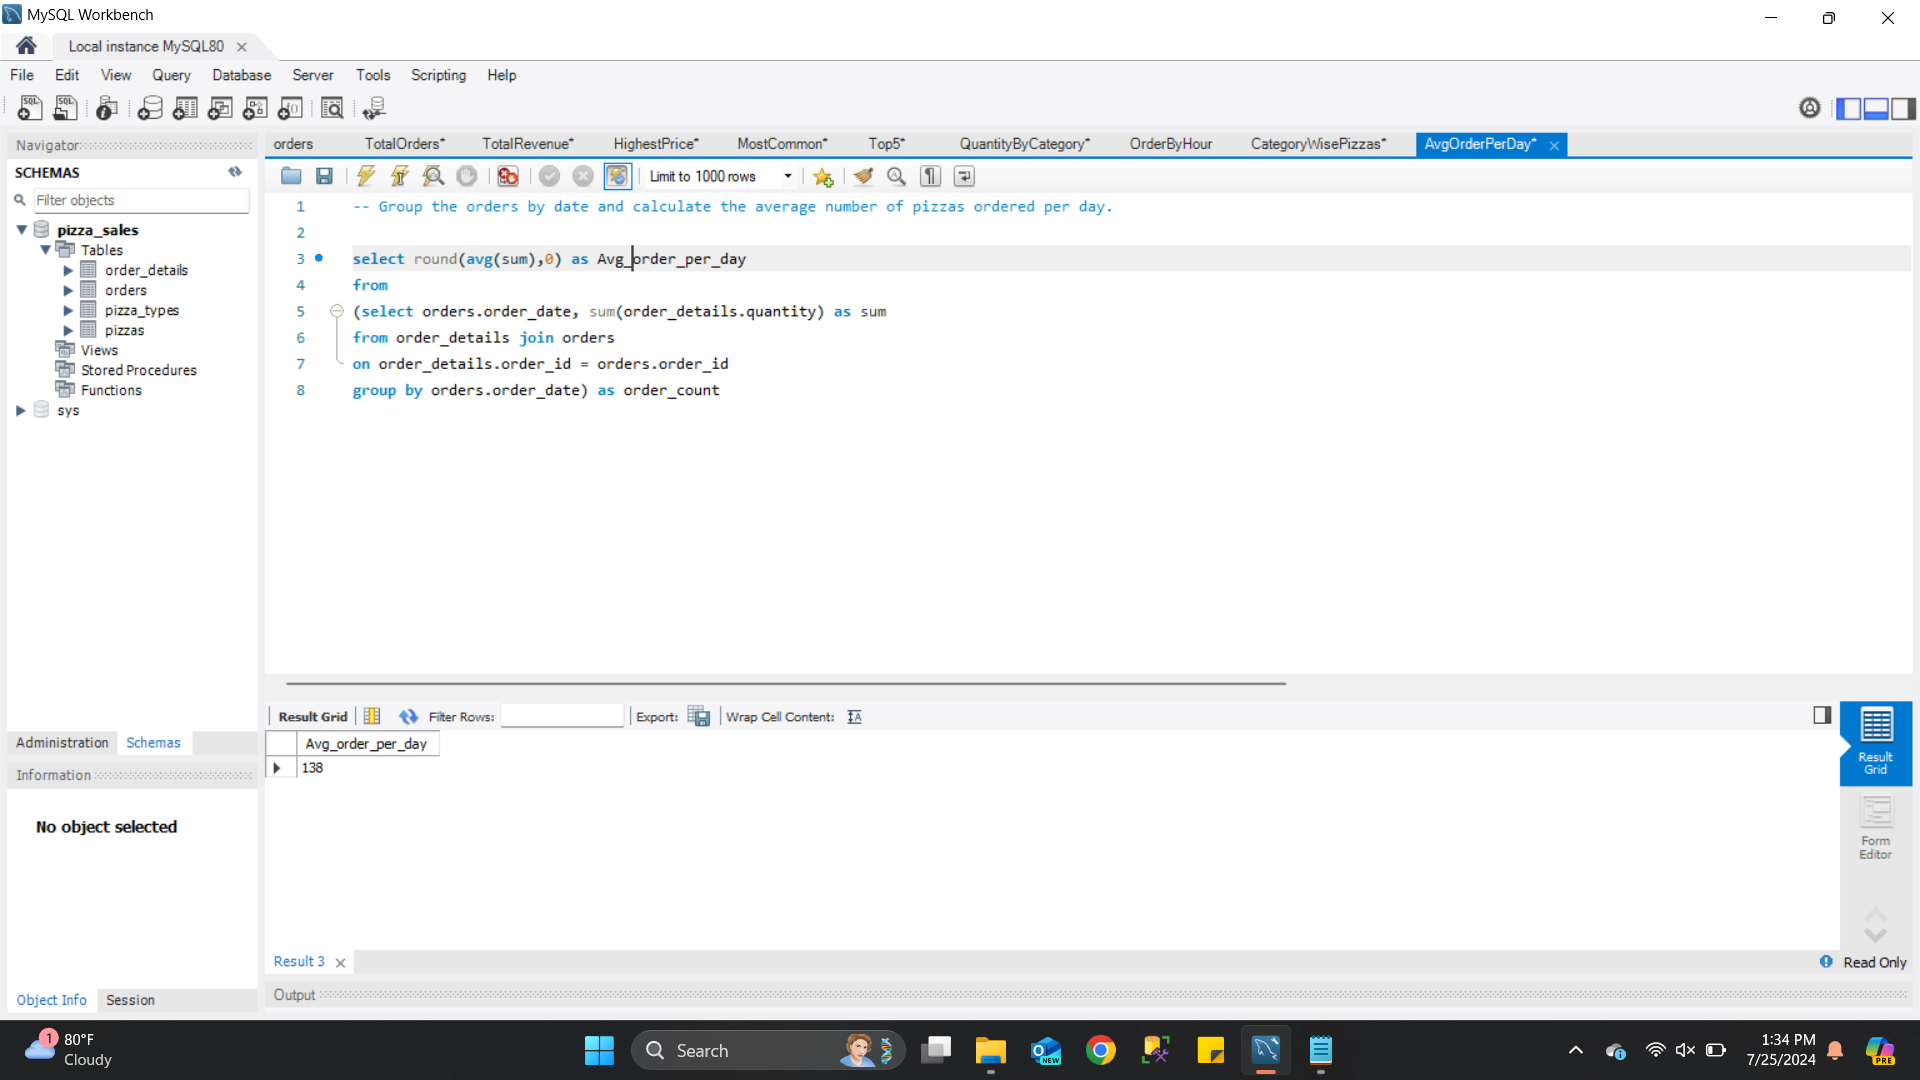 MySQL Workbench
Local instance MySQL80
File Edit View Query Database Server Tools Scripting Help
Navigator
SCHEMAS
Filter objects
pizza_sales
Tables
order_details
orders
pizza_types
pizzas
Views
Stored Procedures
Functions
sys
Administration Schemas
Information
No object selected
Object Info Session
orders TotalOrders* TotalRevenue* HighestPrice* MostCommon* Top5* QuantityByCategory* OrderByHour CategoryWisePizzas* AvgOrderPerDay*
Limit to 1000 rows
1 -- Group the orders by date and calculate the average number of pizzas ordered per day.
2
3 select round(avg(sum),0) as Avg_order_per_day
4 from
5 (select orders.order_date, sum(order_details.quantity) as sum
6 from order_details join orders
7 on order_details.order_id = orders.order_id
8 group by orders.order_date) as order_count
Result Grid Filter Rows: Export: Wrap Cell Content:
Avg_order_per_day
138
Result
Grid
Form
Editor
Result 3
Read Only
Output
1
80°F
Cloudy
Search
NEW
PRE
1:34 PM
7/25/2024